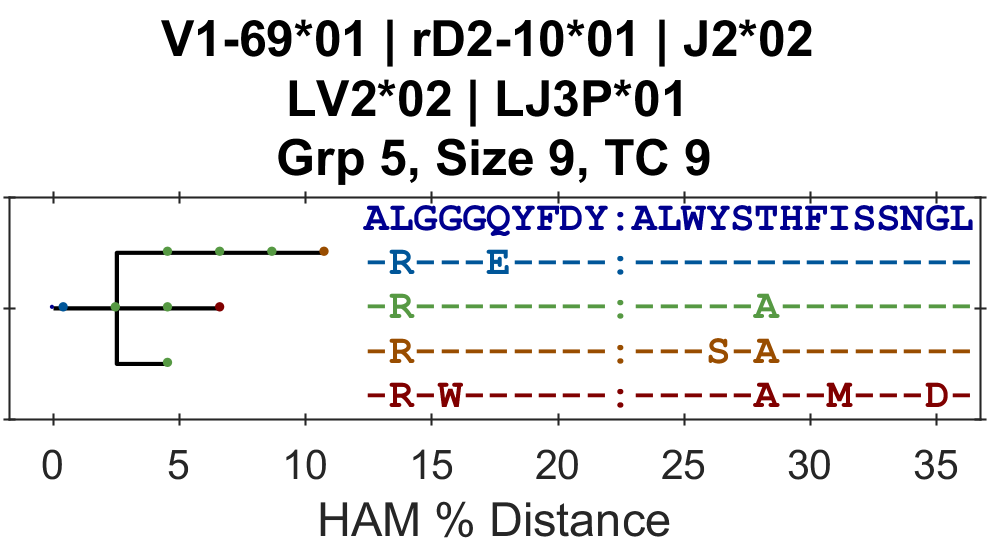 V1-69*01 | rD2-10*01 | J2*02
LV2*02 | LJ3P*01
Grp 5, Size 9, TC 9
ALGGGQYFDY:ALWYSTHFISSNGL
-R---E----:--------------
-R--------:-----A--------
-R--------:---S-A--------
-R-W------:-----A--M---D-
0 5 10 15 20 25 30 35
HAM % Distance